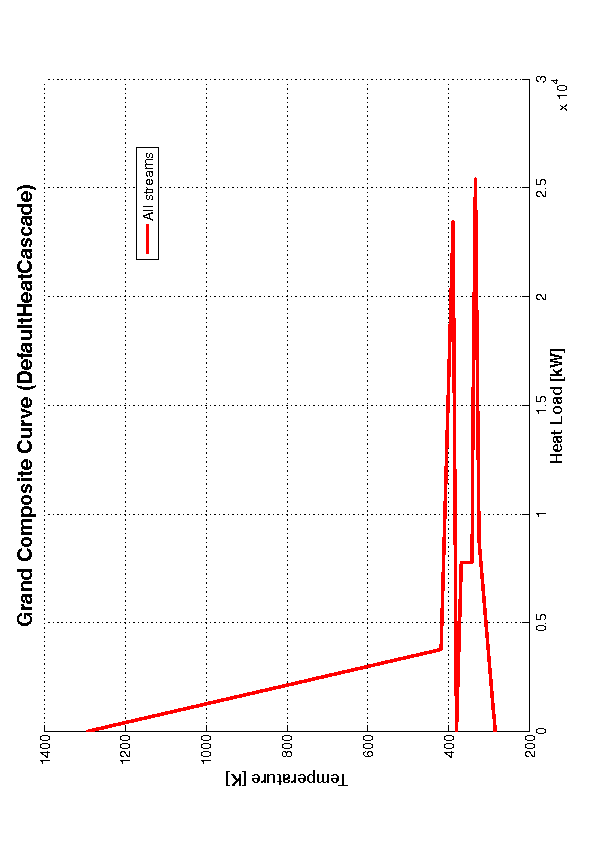 Grand Composite Curve (DefaultHeatCascade)
1400
1200
1000
800
600
400
200
Temperature [K]
All streams
0
0.5
1
1.5
2
2.5
3
x 10^4
Heat Load [kW]